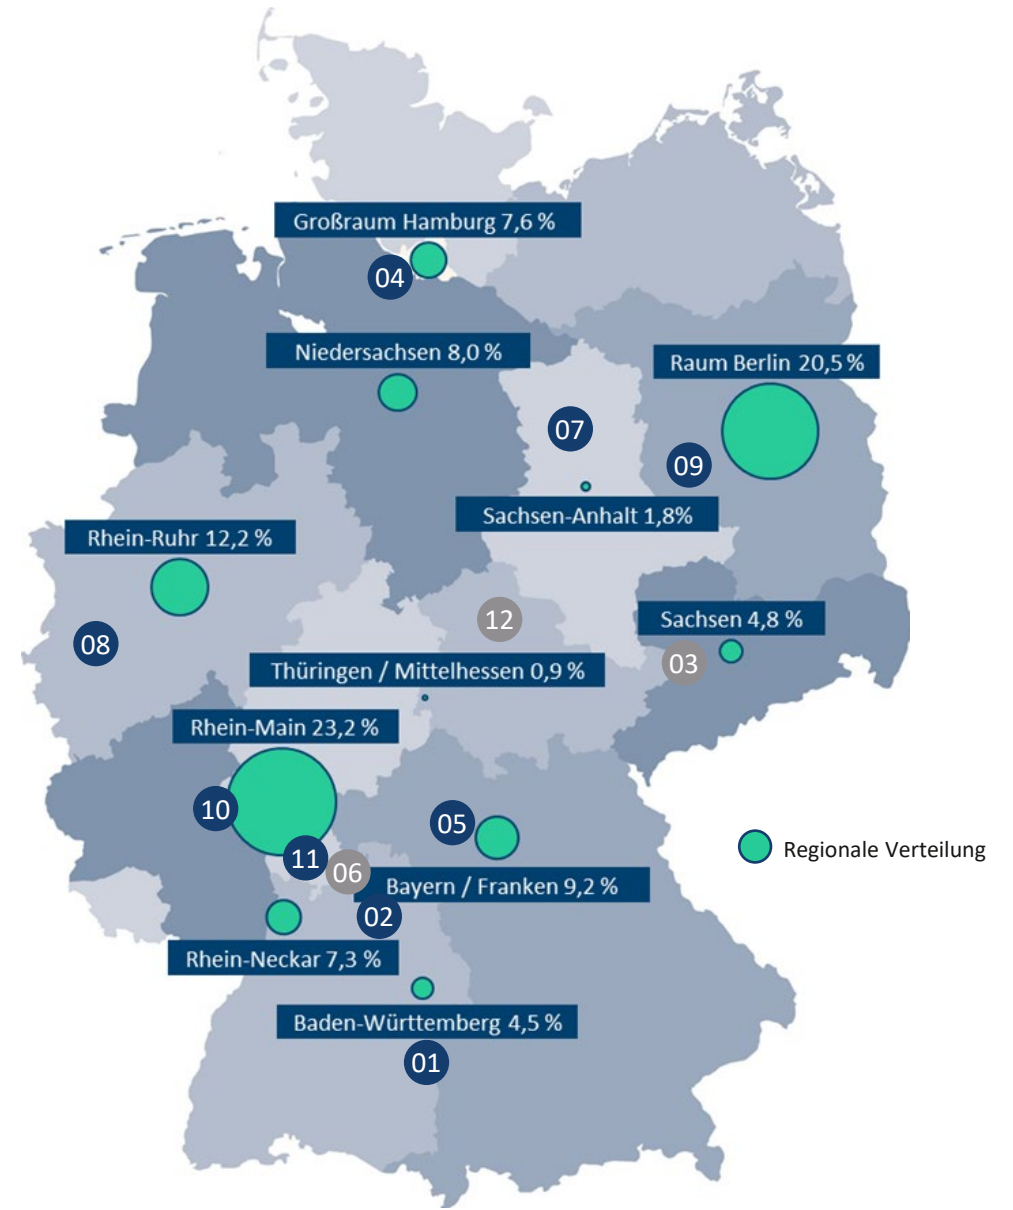 Großraum Hamburg 7,6 %
04
Niedersachsen 8,0 %
Raum Berlin 20,5 %
07
09
Sachsen-Anhalt 1,8%
Rhein-Ruhr 12,2 %
08
12
Sachsen 4,8 %
03
Thüringen / Mittelhessen 0,9 %
Rhein-Main 23,2 %
10
05
11
06
Regionale Verteilung
Bayern / Franken 9,2 %
02
Rhein-Neckar 7,3 %
Baden-Württemberg 4,5 %
01